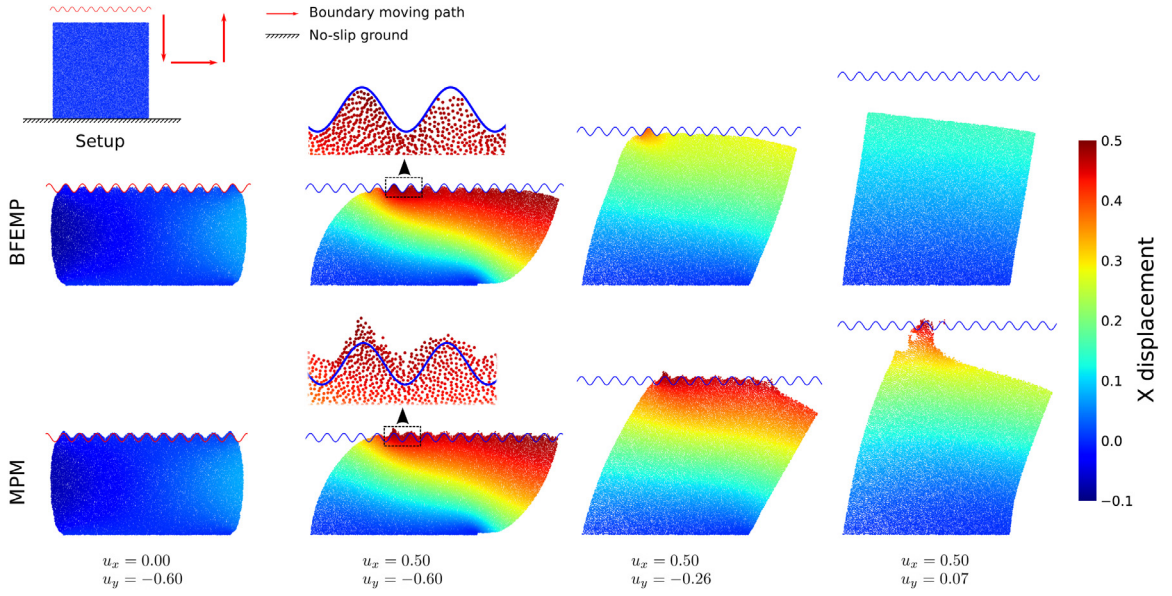 Boundary moving path
No-slip ground
Setup
BFEMP
MPM
0.5
0.4
0.3
0.2
0.1
0.0
−0.1
X displacement
u_x = 0.00
u_y = −0.60
u_x = 0.50
u_y = −0.60
u_x = 0.50
u_y = −0.26
u_x = 0.50
u_y = 0.07